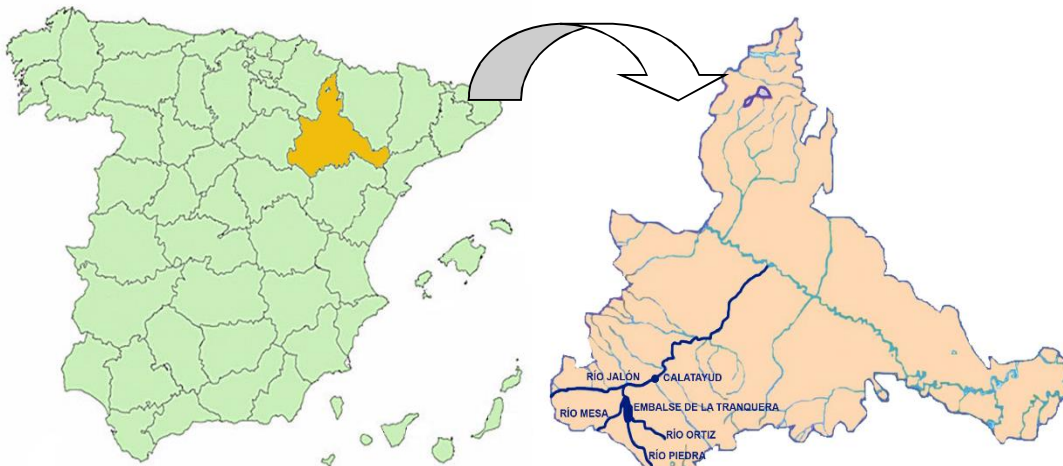 RÍO JALÓN
CALATAYUD
EMBALSE DE LA TRANQUERA
RÍO MESA
RÍO ORTIZ
RÍO PIEDRA